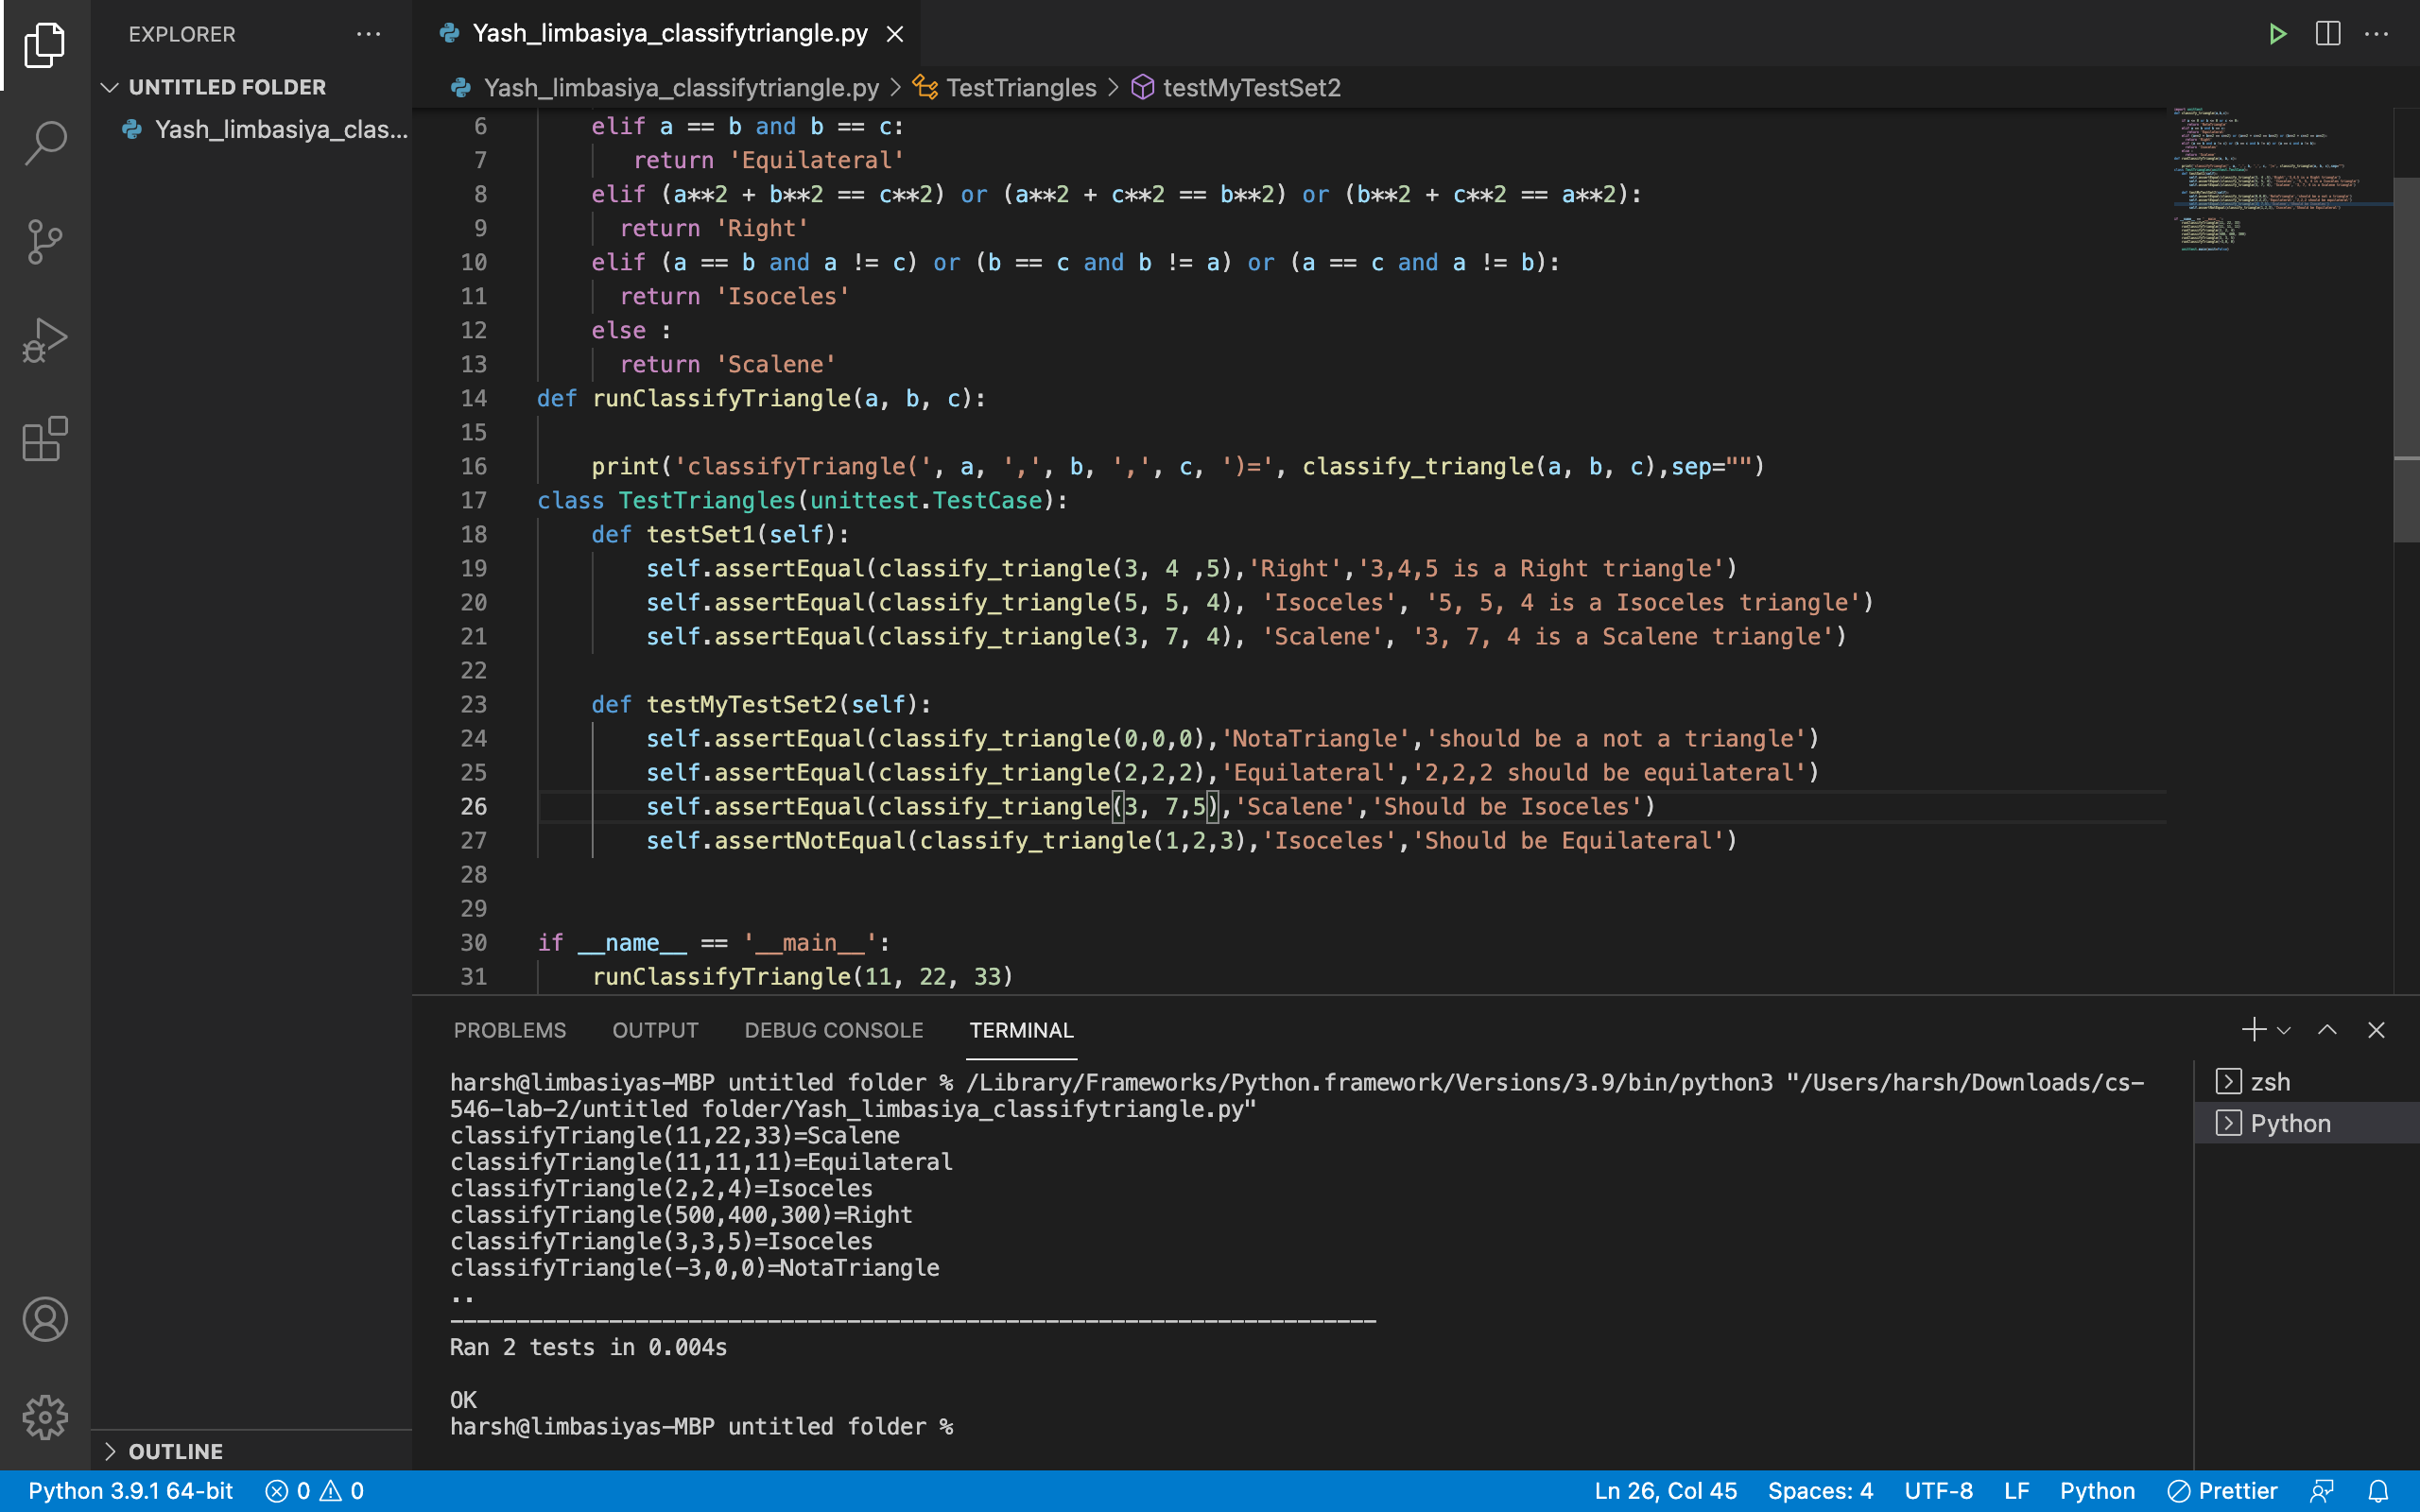 EXPLORER
UNTITLED FOLDER
Yash_limbasiya_clas...
OUTLINE
Yash_limbasiya_classifytriangle.py
Yash_limbasiya_classifytriangle.py > TestTriangles > testMyTestSet2
6 elif a == b and b == c:
7 return 'Equilateral'
8 elif (a**2 + b**2 == c**2) or (a**2 + c**2 == b**2) or (b**2 + c**2 == a**2):
9 return 'Right'
10 elif (a == b and a != c) or (b == c and b != a) or (a == c and a != b):
11 return 'Isoceles'
12 else :
13 return 'Scalene'
14 def runClassifyTriangle(a, b, c):
15
16 print('classifyTriangle(', a, ',', b, ',', c, ')=', classify_triangle(a, b, c),sep="")
17 class TestTriangles(unittest.TestCase):
18 def testSet1(self):
19 self.assertEqual(classify_triangle(3, 4 ,5),'Right','3,4,5 is a Right triangle')
20 self.assertEqual(classify_triangle(5, 5, 4), 'Isoceles', '5, 5, 4 is a Isoceles triangle')
21 self.assertEqual(classify_triangle(3, 7, 4), 'Scalene', '3, 7, 4 is a Scalene triangle')
22
23 def testMyTestSet2(self):
24 self.assertEqual(classify_triangle(0,0,0),'NotaTriangle','should be a not a triangle')
25 self.assertEqual(classify_triangle(2,2,2),'Equilateral','2,2,2 should be equilateral')
26 self.assertEqual(classify_triangle(3, 7,5),'Scalene','Should be Isoceles')
27 self.assertNotEqual(classify_triangle(1,2,3),'Isoceles','Should be Equilateral')
28
29
30 if __name__ == '__main__':
31 runClassifyTriangle(11, 22, 33)
PROBLEMS OUTPUT DEBUG CONSOLE TERMINAL
harsh@limbasiyas-MBP untitled folder % /Library/Frameworks/Python.framework/Versions/3.9/bin/python3 "/Users/harsh/Downloads/cs-
546-lab-2/untitled folder/Yash_limbasiya_classifytriangle.py"
classifyTriangle(11,22,33)=Scalene
classifyTriangle(11,11,11)=Equilateral
classifyTriangle(2,2,4)=Isoceles
classifyTriangle(500,400,300)=Right
classifyTriangle(3,3,5)=Isoceles
classifyTriangle(-3,0,0)=NotaTriangle
..
----------------------------------------------------------------------
Ran 2 tests in 0.004s
OK
harsh@limbasiyas-MBP untitled folder %
zsh
Python
Python 3.9.1 64-bit 0 0 Ln 26, Col 45 Spaces: 4 UTF-8 LF Python Prettier